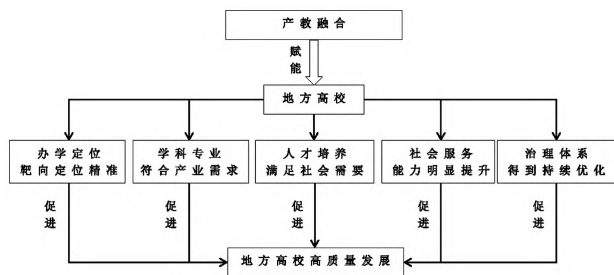 产教融合
赋能
地方高校
办学定位
靶向定位精准
学科专业
符合产业需求
人才培养
满足社会需要
社会服务
能力明显提升
治理体系
得到持续优化
促进
促进
促进
促进
促进
地方高校高质量发展